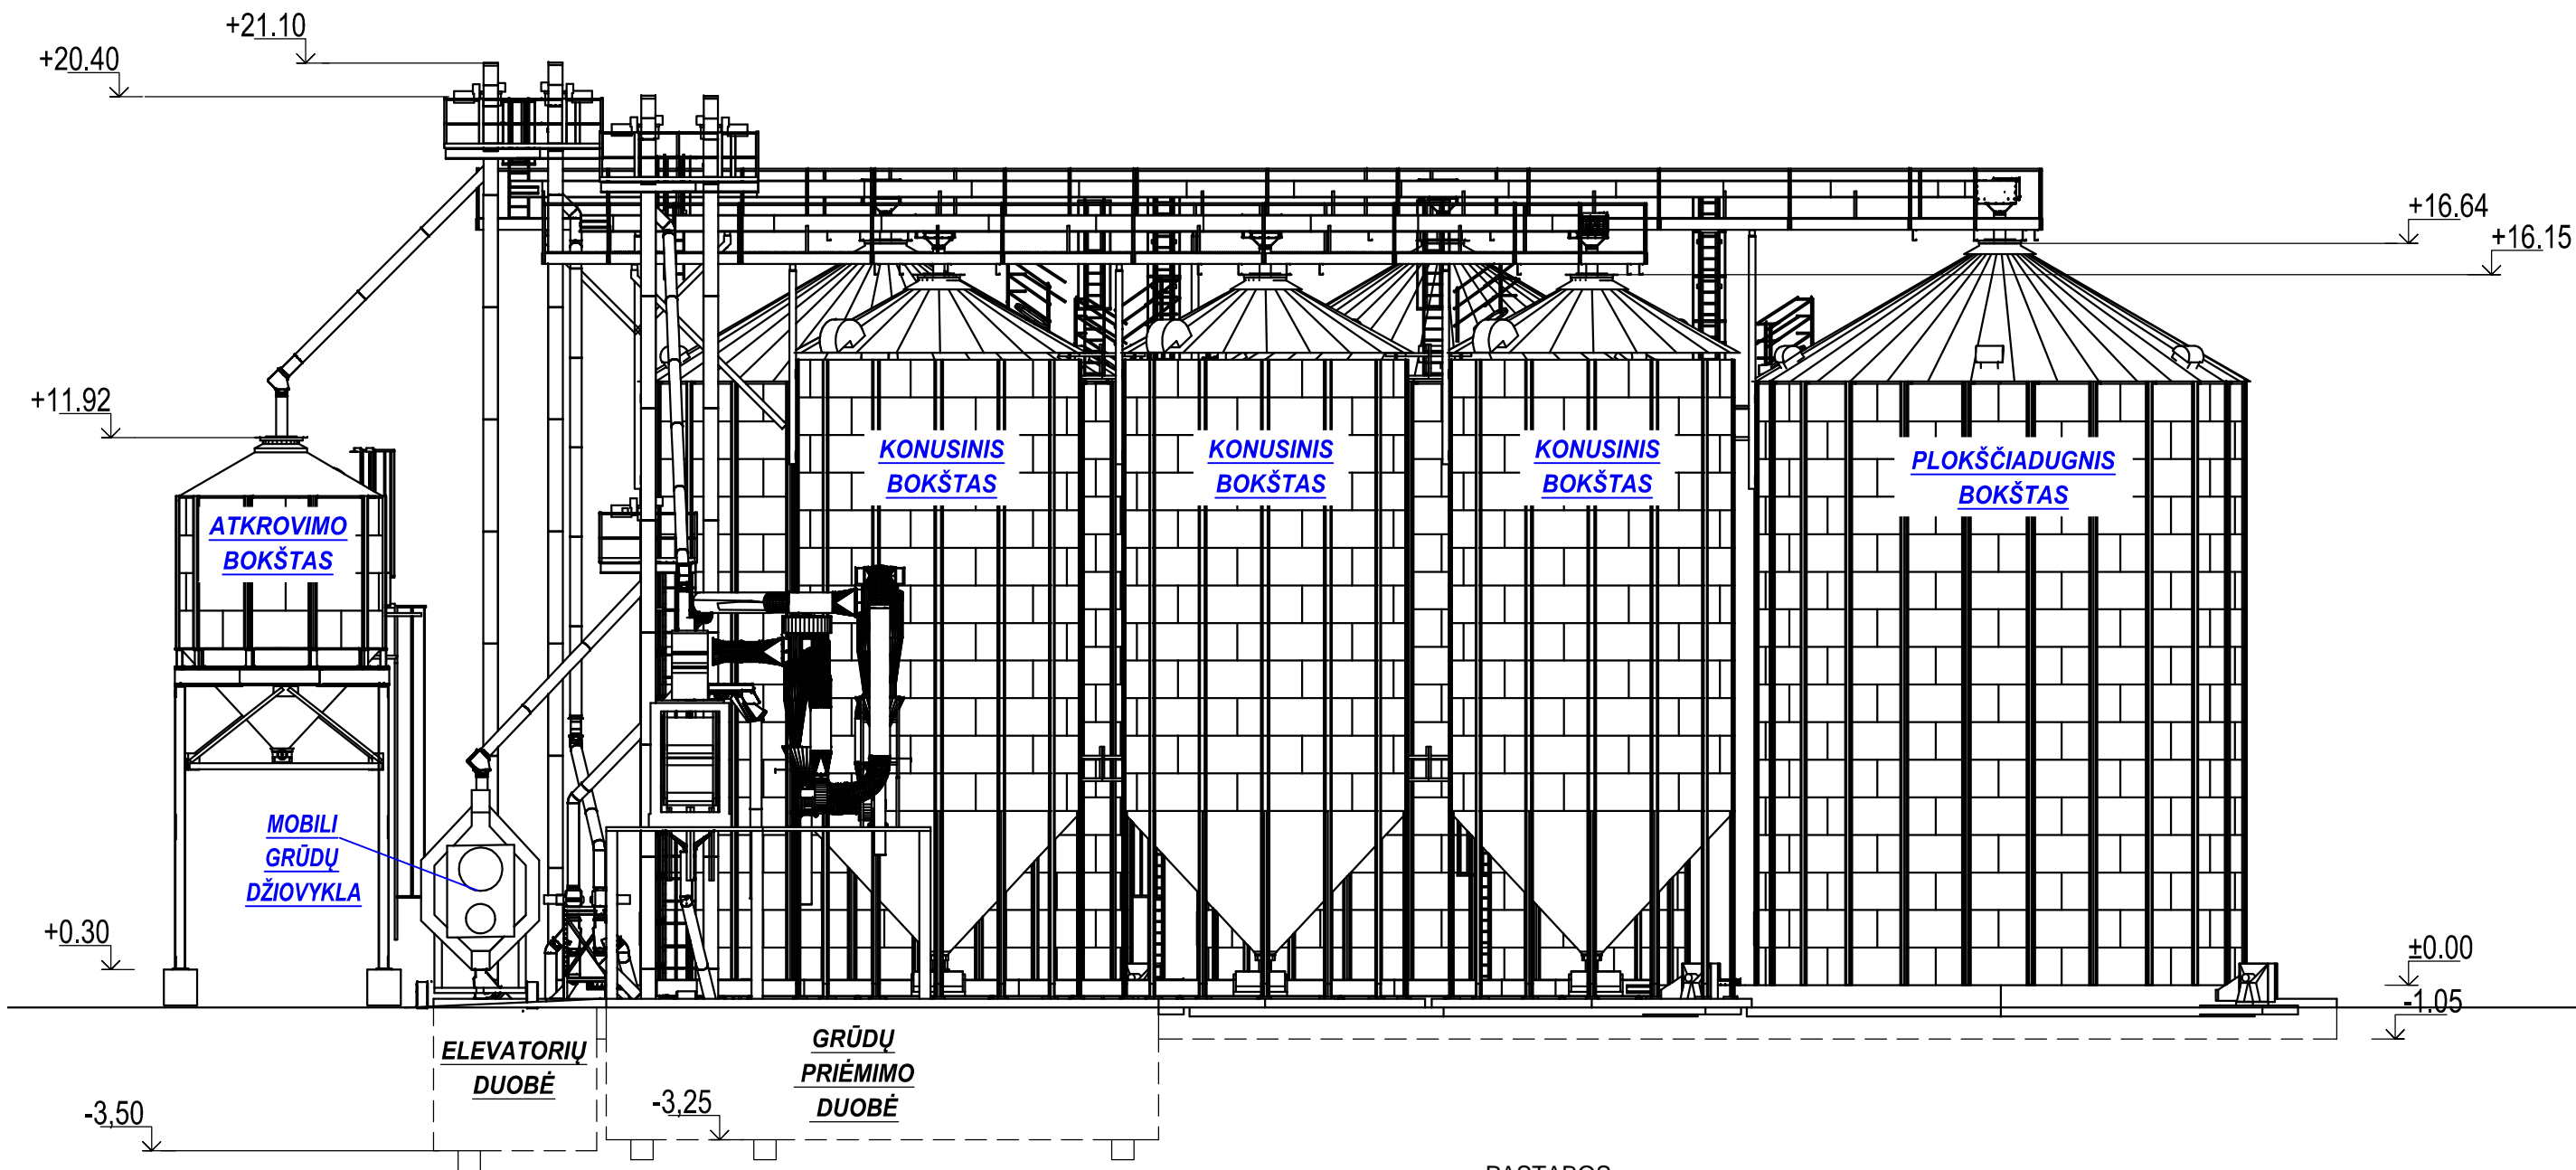 +21.10
+20.40
+16.64
+16.15
+11.92
KONUSINIS
BOKŠTAS
KONUSINIS
BOKŠTAS
KONUSINIS
BOKŠTAS
PLOKŠČIADUGNIS
BOKŠTAS
ATKROVIMO
BOKŠTAS
MOBILI
GRŪDŲ
DŽIOVYKLA
+0.30
±0.00
-1.05
ELEVATORIŲ
DUOBĖ
GRŪDŲ
PRIĖMIMO
DUOBĖ
-3,50
-3,25
PASTABOS